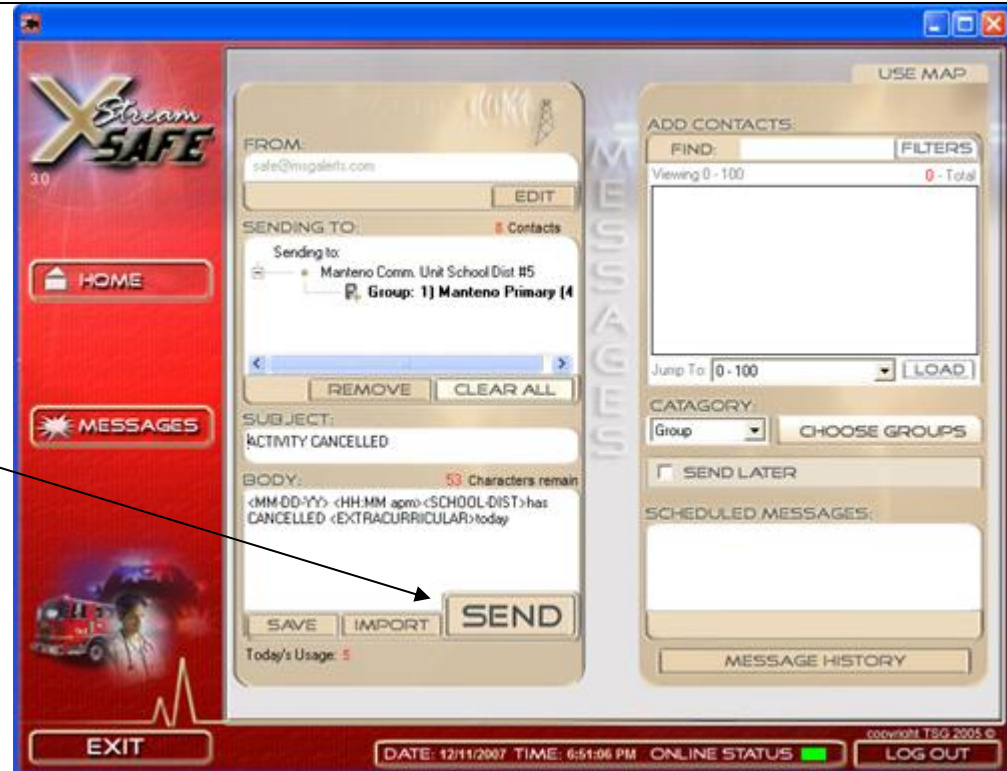 X Stream SAFE
3.0
HOME
MESSAGES
EXIT
FROM:
safe@msgalerts.com
EDIT
SENDING TO: 8 Contacts
Sending to:
Manteno Comm. Unit School Dist #5
Group: 1) Manteno Primary (4
REMOVE CLEAR ALL
SUBJECT:
ACTIVITY CANCELLED
BODY: 53 Characters remain
<MM-DD-YY> <HH:MM apm><SCHOOL-DIST>has
CANCELLED <EXTRACURRICULAR>today
SAVE IMPORT SEND
Today's Usage: 5
MESSAGES
USE MAP
ADD CONTACTS:
FIND: FILTERS
Viewing 0 - 100 0 - Total
Jump To: 0 - 100 LOAD
CATAGORY:
Group CHOOSE GROUPS
SEND LATER
SCHEDULED MESSAGES:
MESSAGE HISTORY
copyright TSG 2005 ©
DATE: 12/11/2007 TIME: 6:51:06 PM ONLINE STATUS LOG OUT